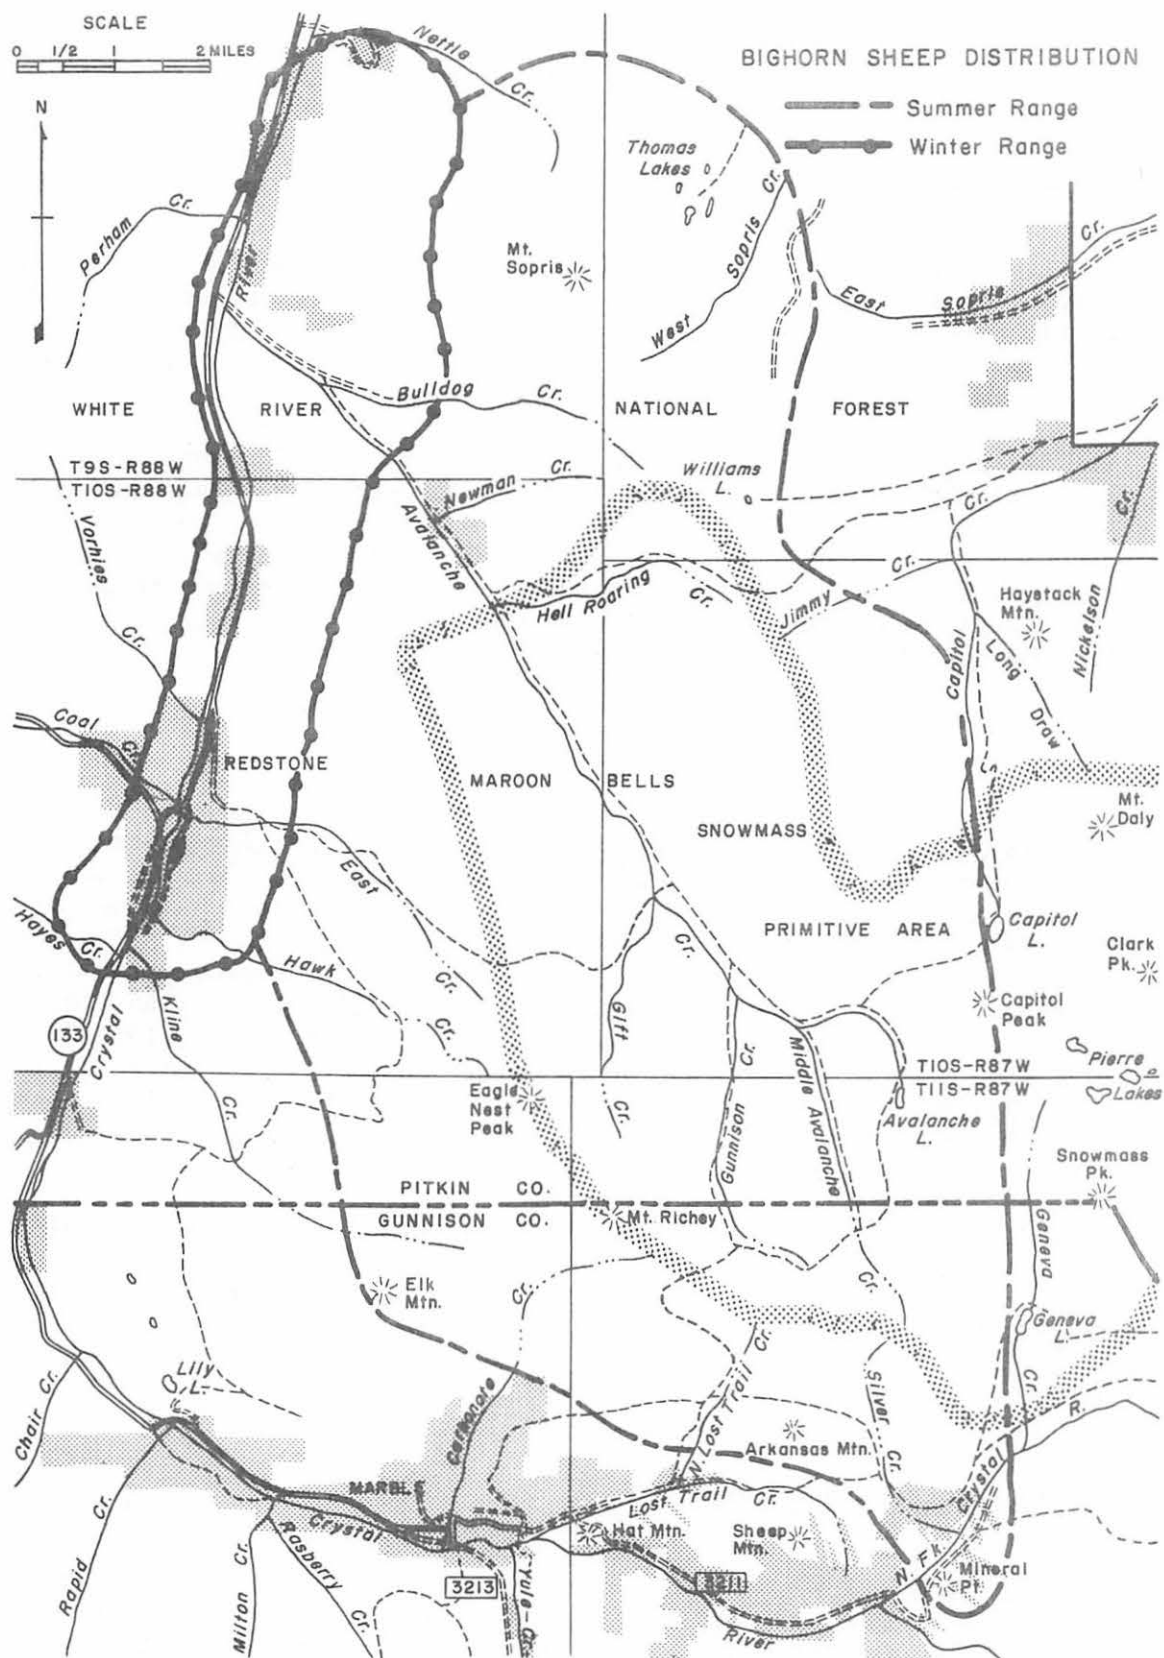 SCALE
0 1/2 1 2 MILES
N
BIGHORN SHEEP DISTRIBUTION
Summer Range
Winter Range
Nettle
Cr.
Thomas
Lakes
Cr.
Sopris
West
Perham
Cr.
River
Mt.
Sopris
East
Sopris
Cr.
Bulldog
Cr.
WHITE RIVER NATIONAL FOREST
T9S-R88W
T10S-R88W
Williams
L.
Newman
Cr.
Avalanche
Cr.
Cr.
Vorhies
Cr.
Hell Roaring
Cr.
Jimmy
Cr.
Haystack
Mtn.
Nickelson
Capitol
Long
Draw
Coal
Cr.
REDSTONE
MAROON BELLS
SNOWMASS
PRIMITIVE AREA
Mt.
Daly
East
Cr.
Hayes
Cr.
Hawk
Cr.
Kline
Cr.
133
Crystal
Cr.
Gift
Cr.
Capitol
L.
Clark
Pk.
Capitol
Peak
Pierre
Lakes
T10S-R87W
T11S-R87W
Eagle
Nest
Peak
Gunnison
Cr.
Middle Avalanche
Cr.
Avalanche
L.
Snowmass
Pk.
PITKIN CO.
GUNNISON CO.
Mt. Richey
Geneva
Cr.
Elk
Mtn.
Geneva
L.
Lily
L.
Chair Cr.
Carbonate
Cr.
N Lost Trail
Cr.
Silver
Cr.
Arkansas Mtn.
R.
Crystal
N. Fk.
MARBLE
Lost Trail
Cr.
Crystal
Hat Mtn.
Sheep
Mtn.
Mineral
Pt.
Rapid
Cr.
Milton
Cr.
Rasberry
Cr.
3213
Yule Cr.
3211
River